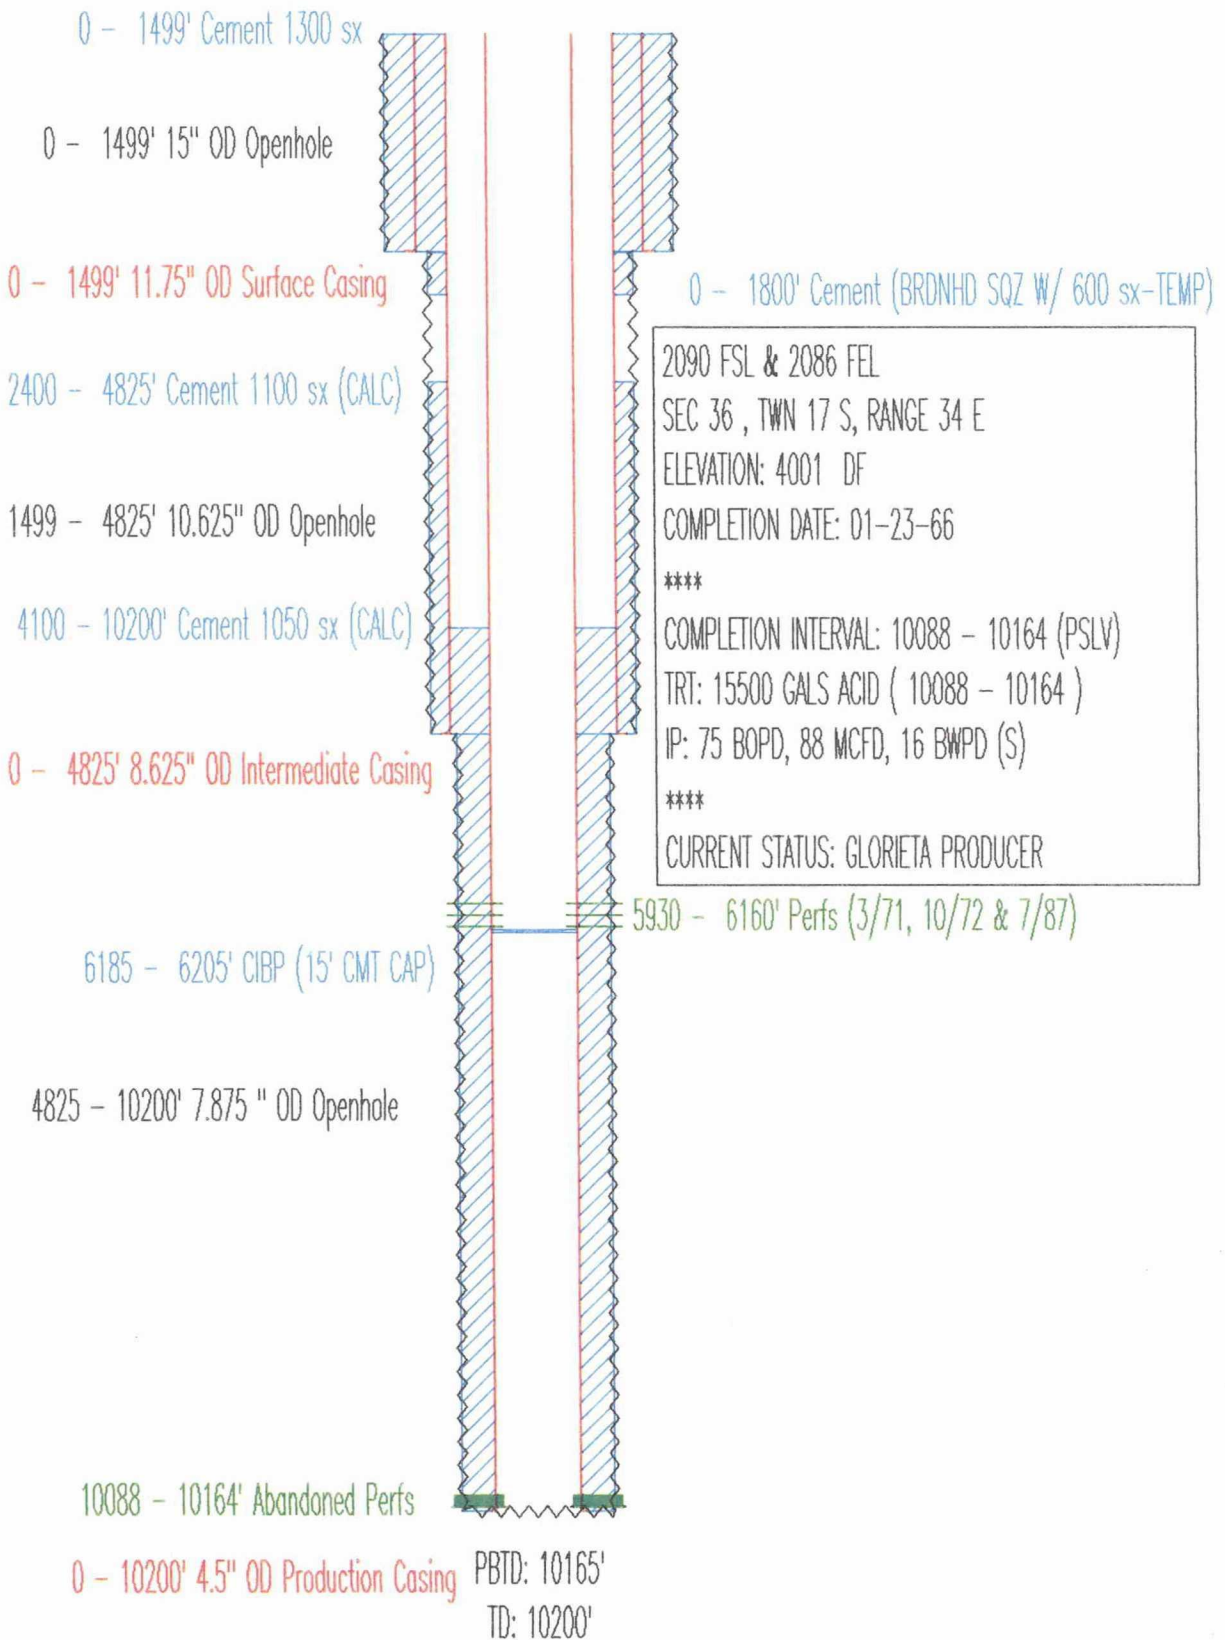 0 - 1499' Cement 1300 sx
0 - 1499' 15" OD Openhole
0 - 1499' 11.75" OD Surface Casing
0 - 1800' Cement (BRDNHD SQZ W/ 600 sx-TEMP)
2400 - 4825' Cement 1100 sx (CALC)
1499 - 4825' 10.625" OD Openhole
4100 - 10200' Cement 1050 sx (CALC)
0 - 4825' 8.625" OD Intermediate Casing
2090 FSL & 2086 FEL
SEC 36 , TWN 17 S, RANGE 34 E
ELEVATION: 4001 DF
COMPLETION DATE: 01-23-66
****
COMPLETION INTERVAL: 10088 - 10164 (PSLV)
TRT: 15500 GALS ACID ( 10088 - 10164 )
IP: 75 BOPD, 88 MCFD, 16 BWPD (S)
****
CURRENT STATUS: GLORIETA PRODUCER
5930 - 6160' Perfs (3/71, 10/72 & 7/87)
6185 - 6205' CIBP (15' CMT CAP)
4825 - 10200' 7.875 " OD Openhole
10088 - 10164' Abandoned Perfs
0 - 10200' 4.5" OD Production Casing
PBTD: 10165'
TD: 10200'